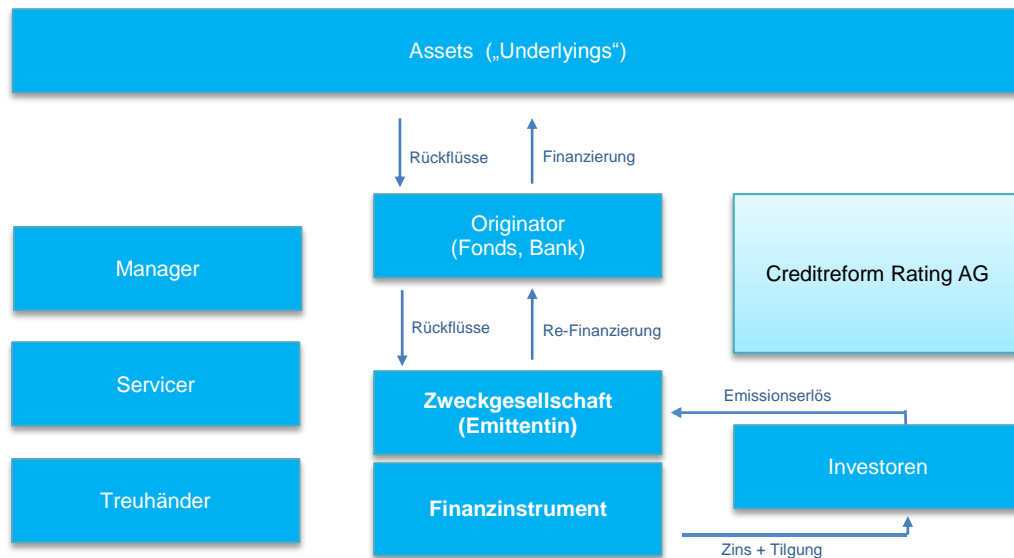 Assets („Underlyings“)
Rückflüsse
Finanzierung
Originator
(Fonds, Bank)
Manager
Creditreform Rating AG
Rückflüsse
Re-Finanzierung
Servicer
Zweckgesellschaft
(Emittentin)
Emissionserlös
Investoren
Treuhänder
Finanzinstrument
Zins + Tilgung